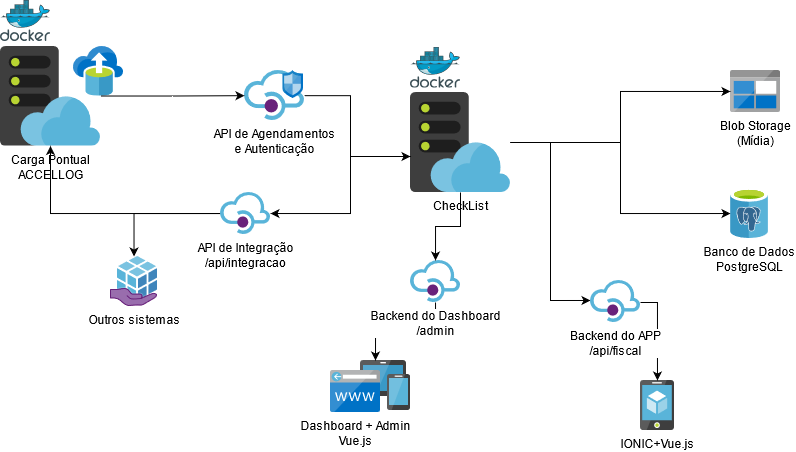 docker
Carga Pontual
ACCELLOG
API de Agendamentos
e Autenticação
docker
CheckList
Blob Storage
(Mídia)
API de Integração
/api/integracao
Banco de Dados
PostgreSQL
Outros sistemas
Backend do Dashboard
/admin
Backend do APP
/api/fiscal
www
Dashboard + Admin
Vue.js
IONIC+Vue.js